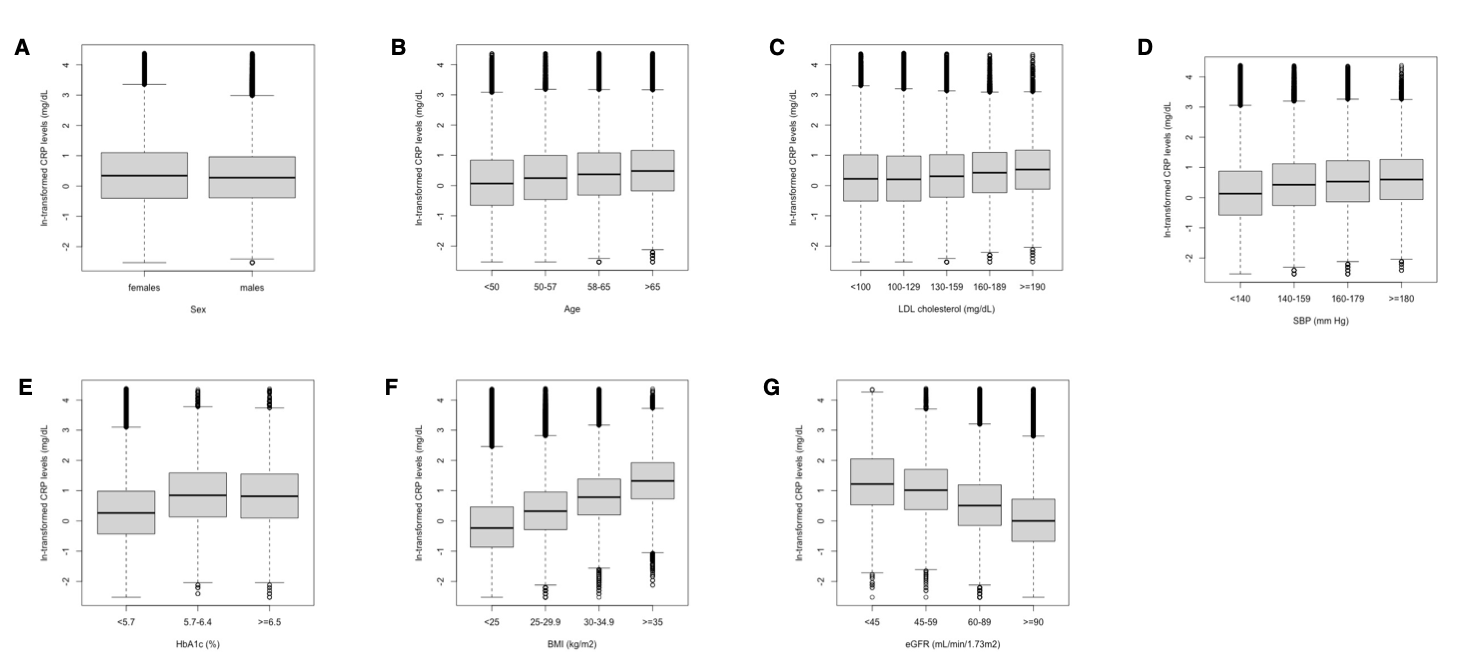 A
ln-transformed CRP levels (mg/dL
4
3
2
1
0
-1
-2
females males
Sex
B
ln-transformed CRP levels (mg/dL
4
3
2
1
0
-1
-2
<50 50-57 58-65 >65
Age
C
ln-transformed CRP levels (mg/dL
4
3
2
1
0
-1
-2
<100 100-129 130-159 160-189 >=190
LDL cholesterol (mg/dL)
D
ln-transformed CRP levels (mg/dL
4
3
2
1
0
-1
-2
<140 140-159 160-179 >=180
SBP (mm Hg)
E
ln-transformed CRP levels (mg/dL
4
3
2
1
0
-1
-2
<5.7 5.7-6.4 >=6.5
HbA1c (%)
F
ln-transformed CRP levels (mg/dL
4
3
2
1
0
-1
-2
<25 25-29.9 30-34.9 >=35
BMI (kg/m2)
G
ln-transformed CRP levels (mg/dL
4
3
2
1
0
-1
-2
<45 45-59 60-89 >=90
eGFR (mL/min/1.73m2)